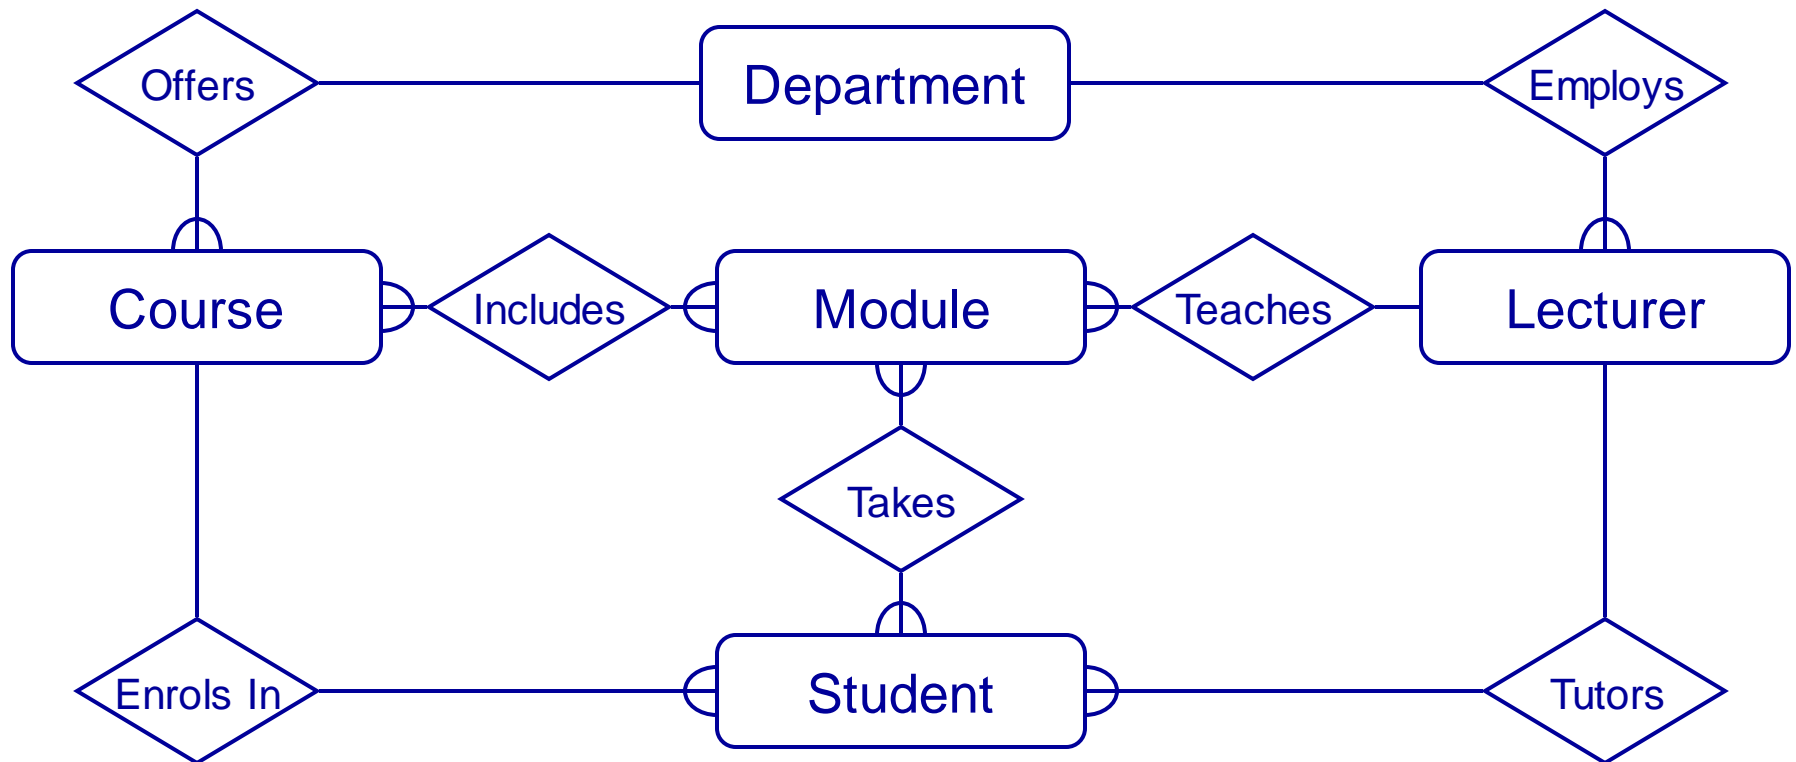 Offers
Department
Employs
Course
Includes
Module
Teaches
Lecturer
Takes
Enrols In
Student
Tutors